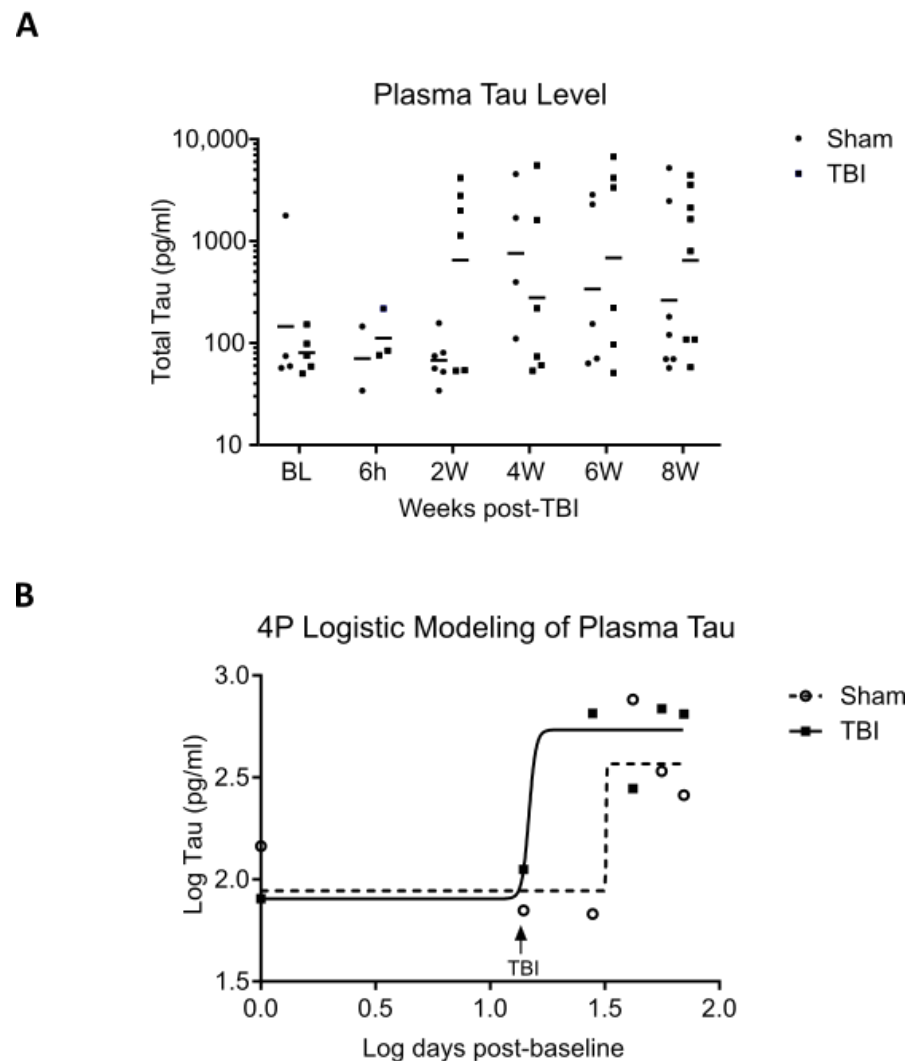 A
Plasma Tau Level
10,000
1000
100
10
Total Tau (pg/ml)
BL 6h 2W 4W 6W 8W
Weeks post-TBI
Sham
TBI
B
4P Logistic Modeling of Plasma Tau
3.0
2.5
2.0
1.5
Log Tau (pg/ml)
TBI
0.0 0.5 1.0 1.5 2.0
Log days post-baseline
Sham
TBI